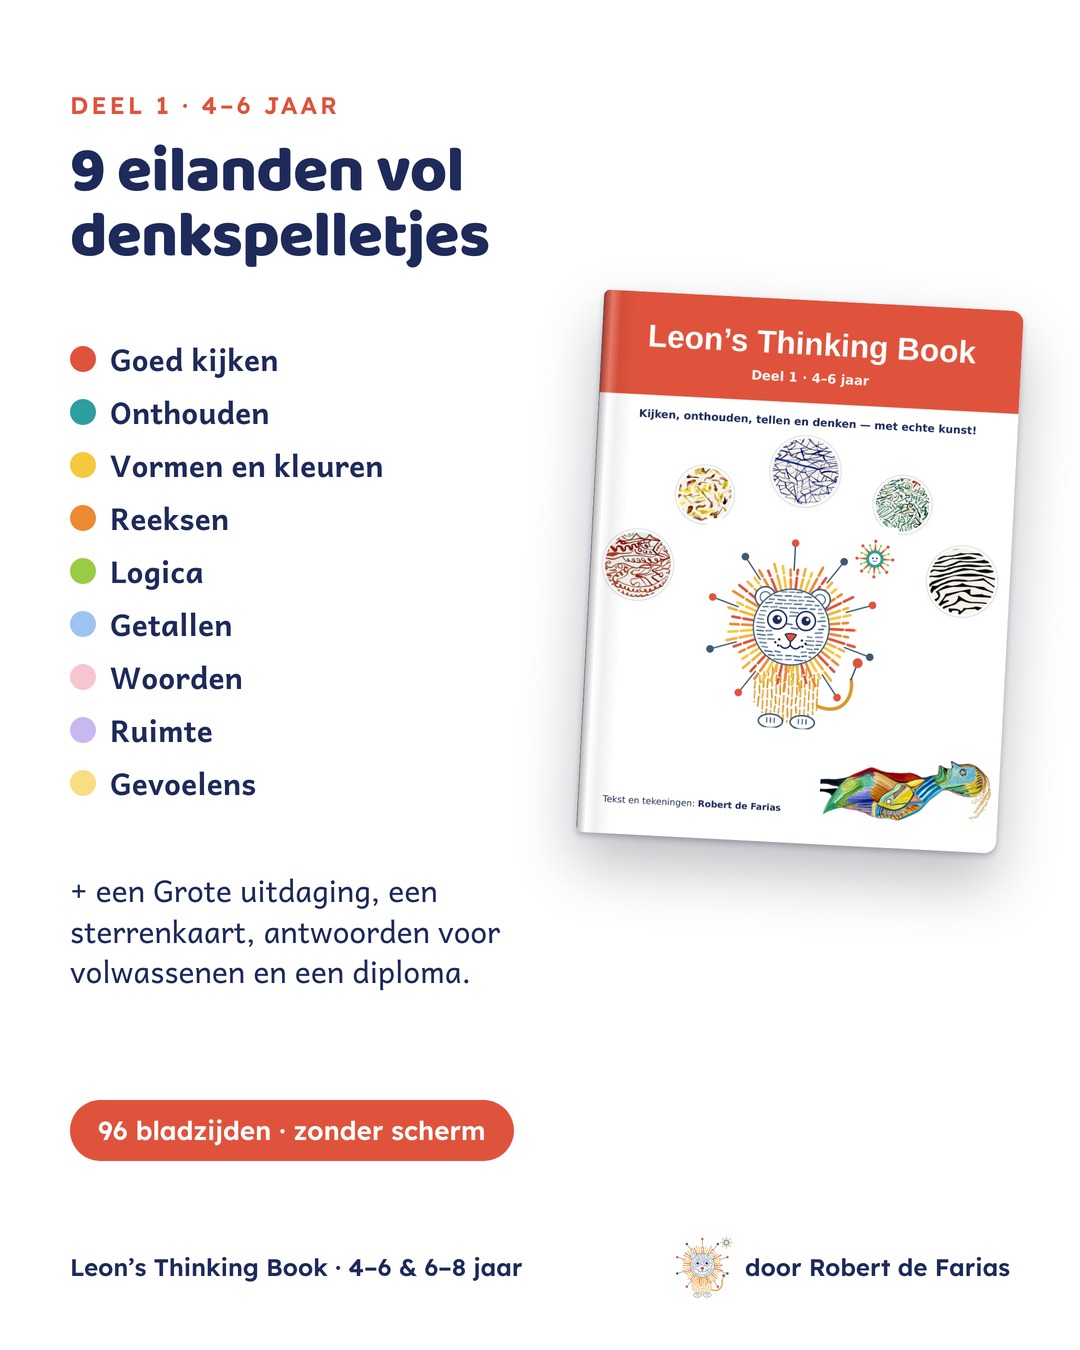 DEEL 1 · 4–6 JAAR
9 eilanden vol
denkspelletjes
Goed kijken
Onthouden
Vormen en kleuren
Reeksen
Logica
Getallen
Woorden
Ruimte
Gevoelens
+ een Grote uitdaging, een
sterrenkaart, antwoorden voor
volwassenen en een diploma.
96 bladzijden · zonder scherm
Leon’s Thinking Book
Deel 1 · 4–6 jaar
Kijken, onthouden, tellen en denken — met echte kunst!
Tekst en tekeningen: Robert de Farias
Leon’s Thinking Book · 4–6 & 6–8 jaar
door Robert de Farias